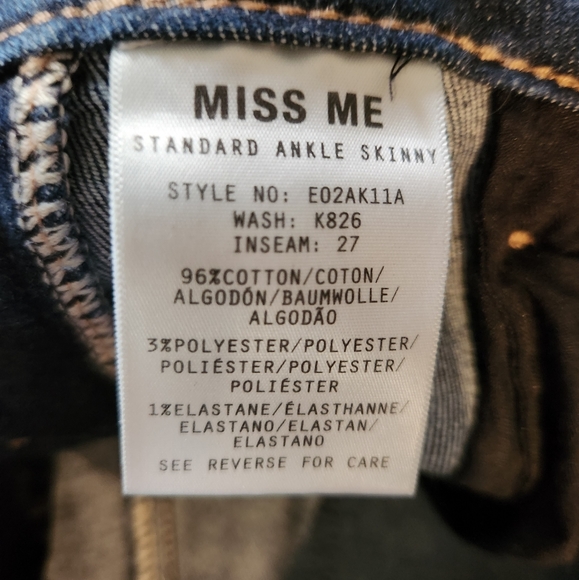 MISS ME
STANDARD ANKLE SKINNY
STYLE NO: E02AK11A
WASH: K826
INSEAM: 27
96%COTTON/COTON/
ALGODÓN/BAUMWOLLE/
ALGODÃO
3%POLYESTER/POLYESTER/
POLIÉSTER/POLYESTER/
POLIÉSTER
1%ELASTANE/ÉLASTHANNE/
ELASTANO/ELASTAN/
ELASTANO
SEE REVERSE FOR CARE